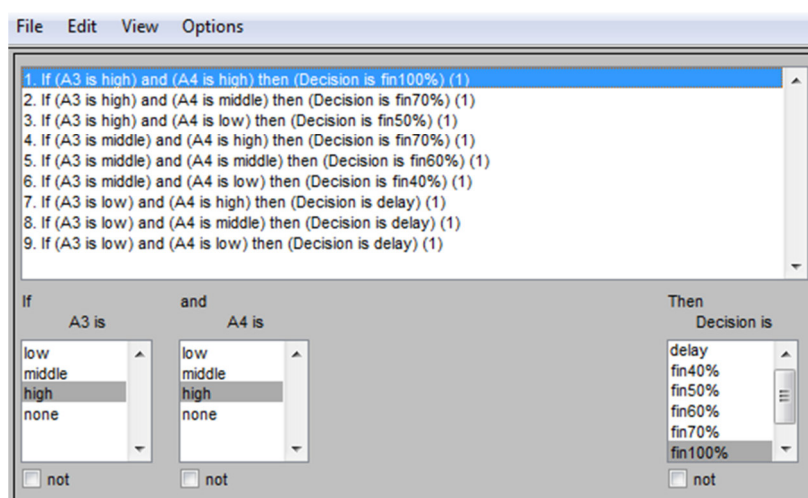 File Edit View Options
1. If (A3 is high) and (A4 is high) then (Decision is fin100%) (1)
2. If (A3 is high) and (A4 is middle) then (Decision is fin70%) (1)
3. If (A3 is high) and (A4 is low) then (Decision is fin50%) (1)
4. If (A3 is middle) and (A4 is high) then (Decision is fin70%) (1)
5. If (A3 is middle) and (A4 is middle) then (Decision is fin60%) (1)
6. If (A3 is middle) and (A4 is low) then (Decision is fin40%) (1)
7. If (A3 is low) and (A4 is high) then (Decision is delay) (1)
8. If (A3 is low) and (A4 is middle) then (Decision is delay) (1)
9. If (A3 is low) and (A4 is low) then (Decision is delay) (1)
If
A3 is
low
middle
high
none
not
and
A4 is
low
middle
high
none
not
Then
Decision is
delay
fin40%
fin50%
fin60%
fin70%
fin100%
not